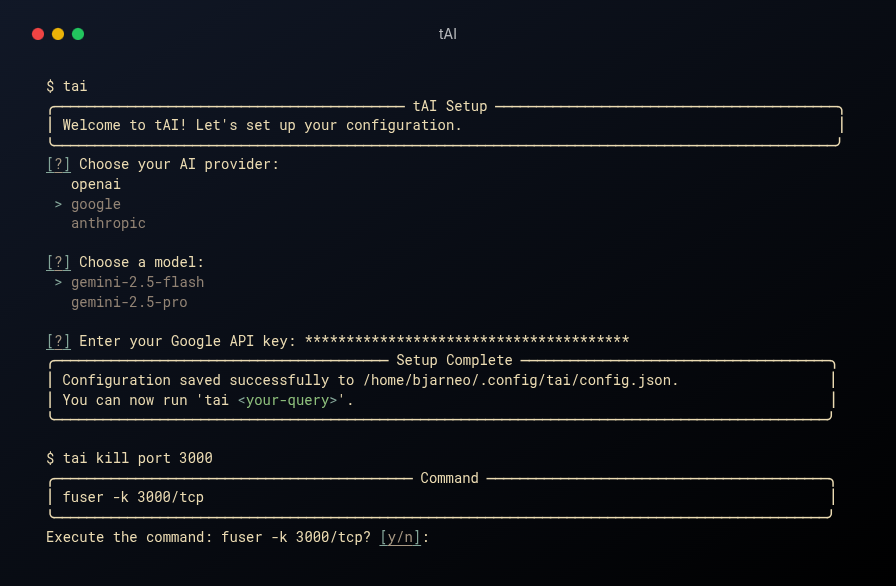 tAI
$ tai
tAI Setup
Welcome to tAI! Let's set up your configuration.
[?] Choose your AI provider:
openai
> google
anthropic
[?] Choose a model:
> gemini-2.5-flash
gemini-2.5-pro
[?] Enter your Google API key: ***************************************
Setup Complete
Configuration saved successfully to /home/bjarneo/.config/tai/config.json.
You can now run 'tai <your-query>'.
$ tai kill port 3000
Command
fuser -k 3000/tcp
Execute the command: fuser -k 3000/tcp? [y/n]: